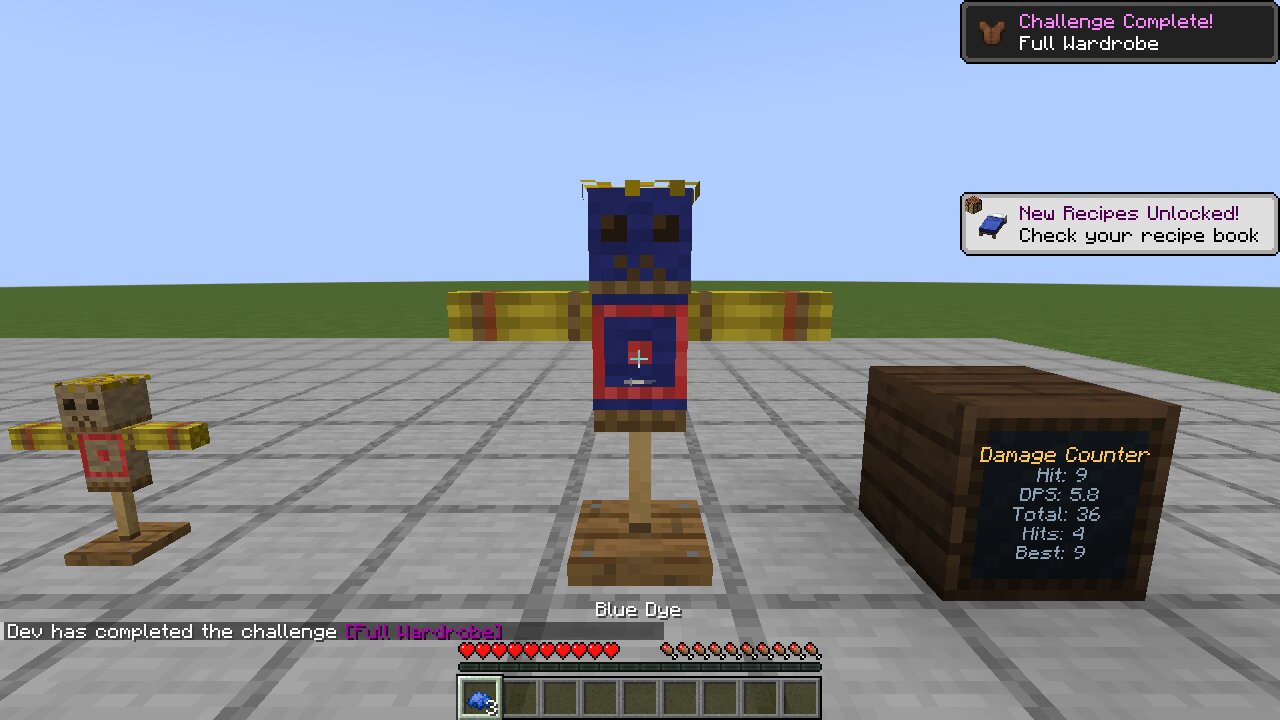 Challenge Complete!
Full Wardrobe
New Recipes Unlocked!
Check your recipe book
Damage Counter
Hit: 9
DPS: 5.8
Total: 36
Hits: 4
Best: 9
Blue Dye
Dev has completed the challenge [Full Wardrobe]